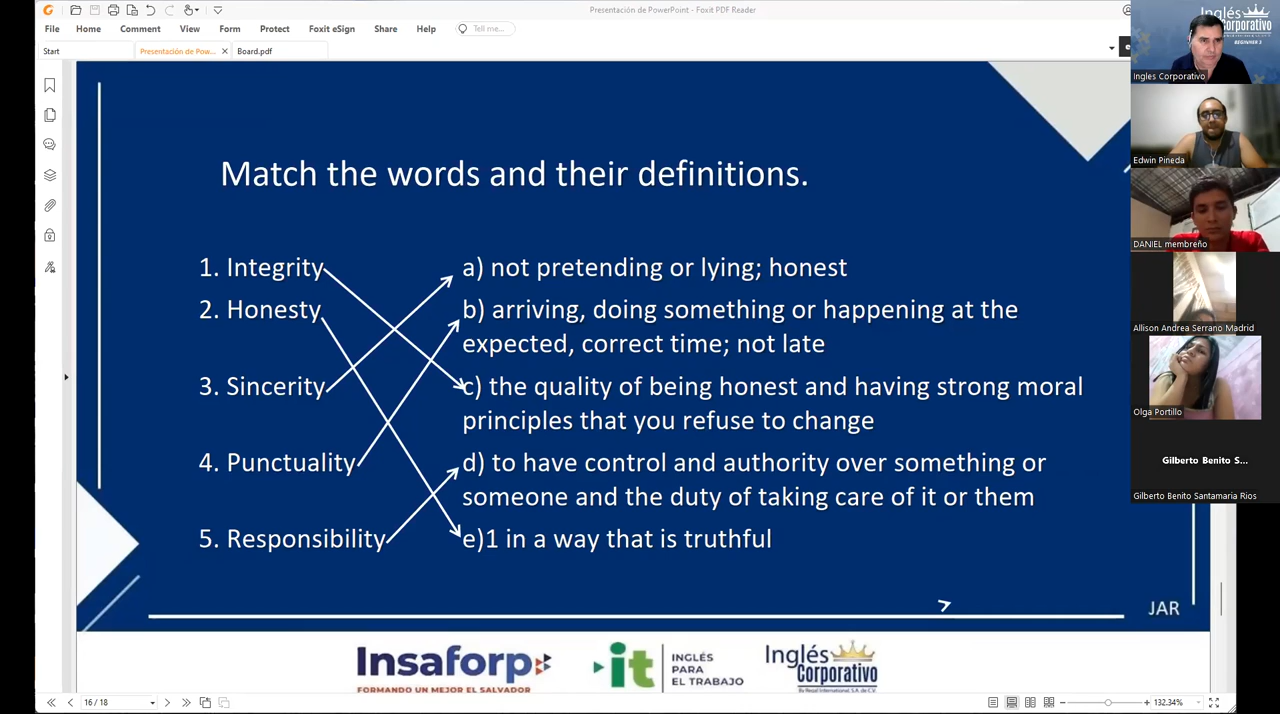 Presentación de PowerPoint - Foxit PDF Reader
File Home Comment View Form Protect Foxit eSign Share Help Tell me...
Start Presentación de Pow... Board.pdf
Match the words and their definitions.
1. Integrity
2. Honesty
3. Sincerity
4. Punctuality
5. Responsibility
a) not pretending or lying; honest
b) arriving, doing something or happening at the
expected, correct time; not late
c) the quality of being honest and having strong moral
principles that you refuse to change
d) to have control and authority over something or
someone and the duty of taking care of it or them
e)1 in a way that is truthful
JAR
Insaforp
FORMANDO UN MEJOR EL SALVADOR
it
INGLÉS
PARA
EL TRABAJO
Inglés
Corporativo
16 / 18
132.34%
Inglés
Corporativo
BEGINNER 2
Ingles Corporativo
Edwin Pineda
DANIEL membreño
Allison Andrea Serrano Madrid
Olga Portillo
Gilberto Benito S...
Gilberto Benito Santamaria Rios